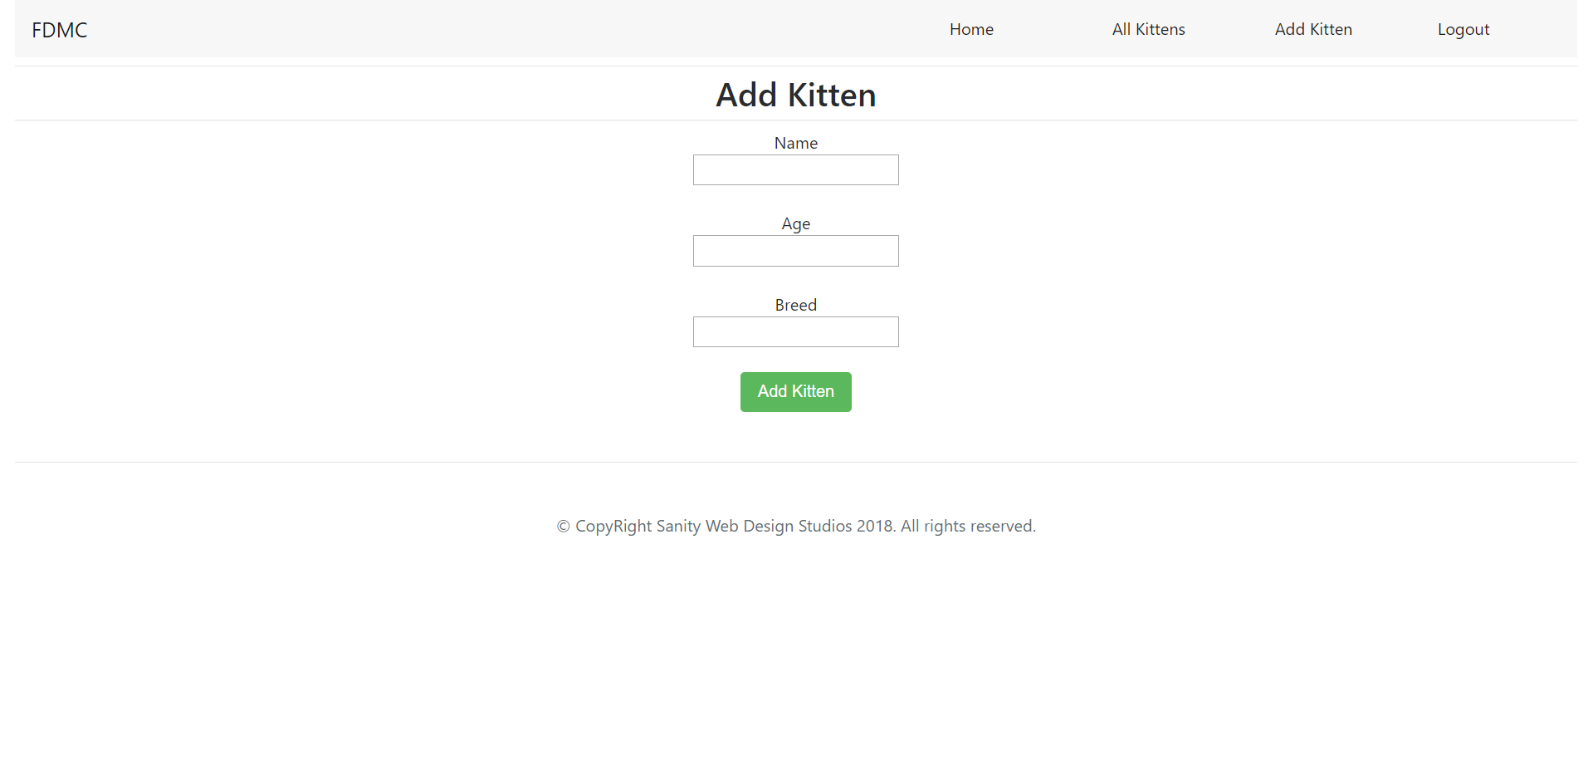 FDMC Home All Kittens Add Kitten Logout
Add Kitten
Name
Age
Breed
Add Kitten
© CopyRight Sanity Web Design Studios 2018. All rights reserved.